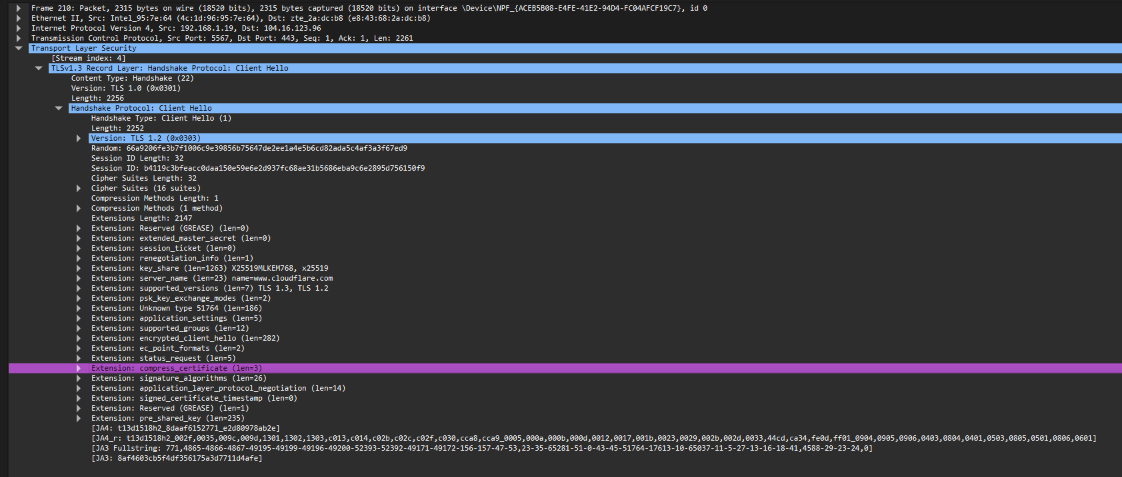 Frame 210: Packet, 2315 bytes on wire (18520 bits), 2315 bytes captured (18520 bits) on interface \Device\NPF_{ACEB5B08-E4FE-41E2-94D4-FC04AFCF19C7}, id 0
Ethernet II, Src: Intel_95:7e:64 (4c:1d:96:95:7e:64), Dst: zte_2a:dc:b8 (e8:43:68:2a:dc:b8)
Internet Protocol Version 4, Src: 192.168.1.19, Dst: 104.16.123.96
Transmission Control Protocol, Src Port: 5567, Dst Port: 443, Seq: 1, Ack: 1, Len: 2261
Transport Layer Security
[Stream index: 4]
TLSv1.3 Record Layer: Handshake Protocol: Client Hello
Content Type: Handshake (22)
Version: TLS 1.0 (0x0301)
Length: 2256
Handshake Protocol: Client Hello
Handshake Type: Client Hello (1)
Length: 2252
Version: TLS 1.2 (0x0303)
Random: 66a9206fe3b7f1006c9e39856b75647de2ee1a4e5b6cd82ada5c4af3a3f67ed9
Session ID Length: 32
Session ID: b4119c3bfeacc0daa150e59e6e2d937fc68ae31b5686eba9c6e2895d756150f9
Cipher Suites Length: 32
Cipher Suites (16 suites)
Compression Methods Length: 1
Compression Methods (1 method)
Extensions Length: 2147
Extension: Reserved (GREASE) (len=0)
Extension: extended_master_secret (len=0)
Extension: session_ticket (len=0)
Extension: renegotiation_info (len=1)
Extension: key_share (len=1263) X25519MLKEM768, x25519
Extension: server_name (len=23) name=www.cloudflare.com
Extension: supported_versions (len=7) TLS 1.3, TLS 1.2
Extension: psk_key_exchange_modes (len=2)
Extension: Unknown type 51764 (len=186)
Extension: application_settings (len=5)
Extension: supported_groups (len=12)
Extension: encrypted_client_hello (len=282)
Extension: ec_point_formats (len=2)
Extension: status_request (len=5)
Extension: compress_certificate (len=3)
Extension: signature_algorithms (len=26)
Extension: application_layer_protocol_negotiation (len=14)
Extension: signed_certificate_timestamp (len=0)
Extension: Reserved (GREASE) (len=1)
Extension: pre_shared_key (len=235)
[JA4: t13d1518h2_8daaf6152771_e2d80978ab2e]
[JA4_r: t13d1518h2_002f,0035,009c,009d,1301,1302,1303,c013,c014,c02b,c02c,c02f,c030,cca8,cca9_0005,000a,000b,000d,0012,0017,001b,0023,0029,002b,002d,0033,44cd,ca34,fe0d,ff01_0904,0905,0906,0403,0804,0401,0503,0805,0501,0806,0601]
[JA3 Fullstring: 771,4865-4866-4867-49195-49199-49196-49200-52393-52392-49171-49172-156-157-47-53,23-35-65281-51-0-43-45-51764-17613-10-65037-11-5-27-13-16-18-41,4588-29-23-24,0]
[JA3: 8af4603cb5f4df356175a3d7711d4afe]